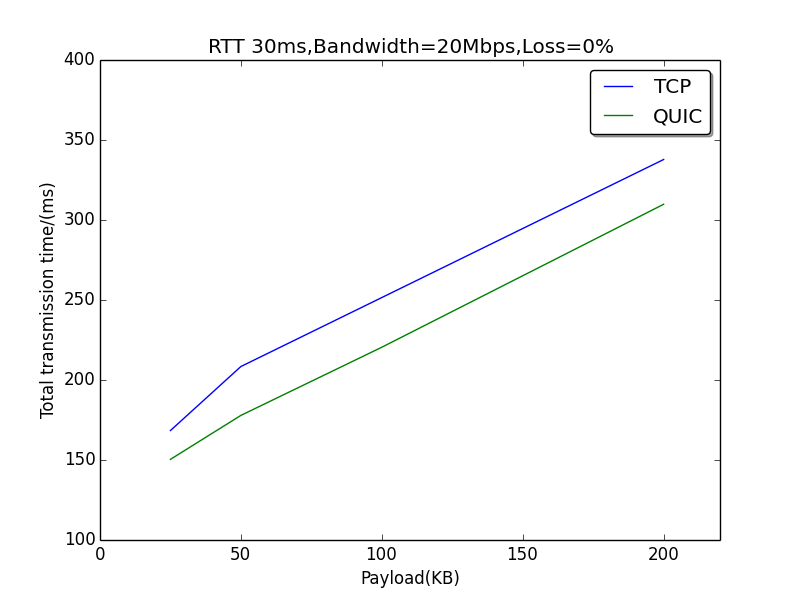 RTT 30ms,Bandwidth=20Mbps,Loss=0%
TCP
QUIC
400
350
300
250
200
150
100
Total transmission time/(ms)
0
50
100
150
200
Payload(KB)